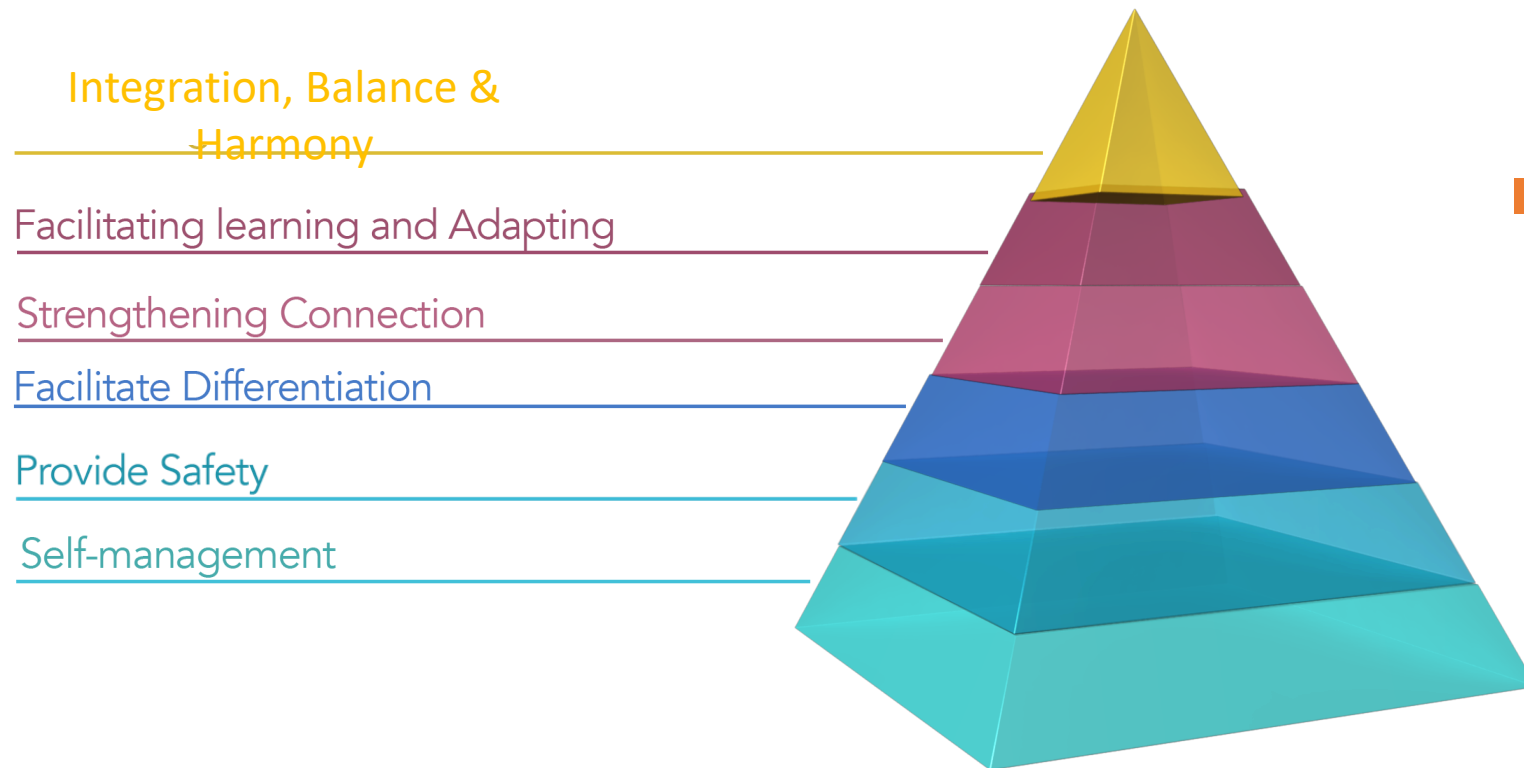 Integration, Balance &
Harmony
Facilitating learning and Adapting
Strengthening Connection
Facilitate Differentiation
Provide Safety
Self-management